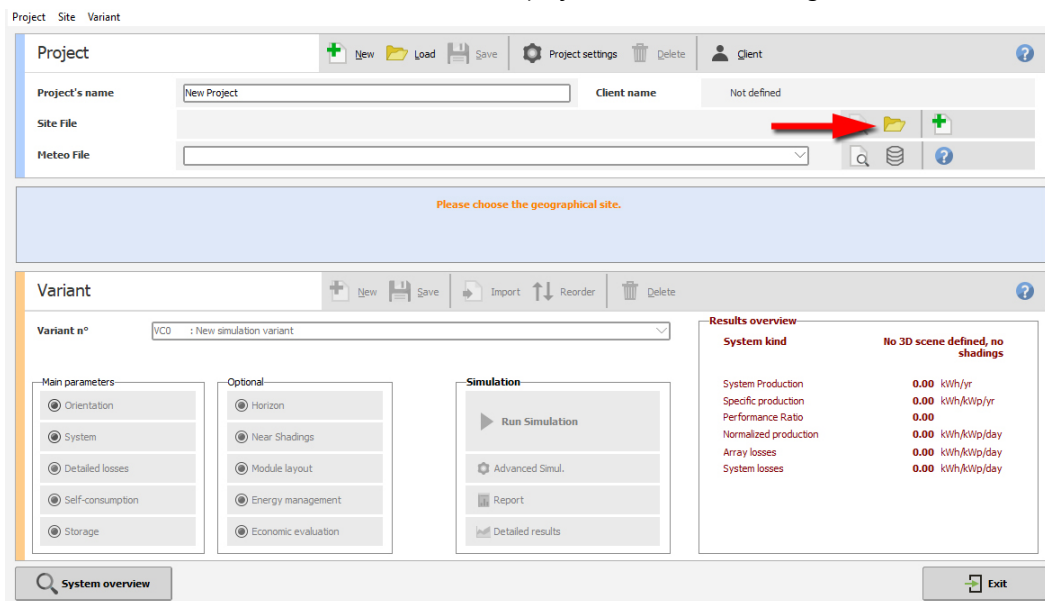 Project Site Variant
Project New Load Save Project settings Delete Client
Project's name New Project Client name Not defined
Site File
Meteo File
Please choose the geographical site.
Variant New Save Import Reorder Delete
Variant n° VC0 : New simulation variant
Results overview
System kind No 3D scene defined, no
shadings
Main parameters Optional Simulation
Orientation Horizon Run Simulation
System Near Shadings
Detailed losses Module layout Advanced Simul.
Self-consumption Energy management Report
Storage Economic evaluation Detailed results
System Production 0.00 kWh/yr
Specific production 0.00 kWh/kWp/yr
Performance Ratio 0.00
Normalized production 0.00 kWh/kWp/day
Array losses 0.00 kWh/kWp/day
System losses 0.00 kWh/kWp/day
System overview Exit